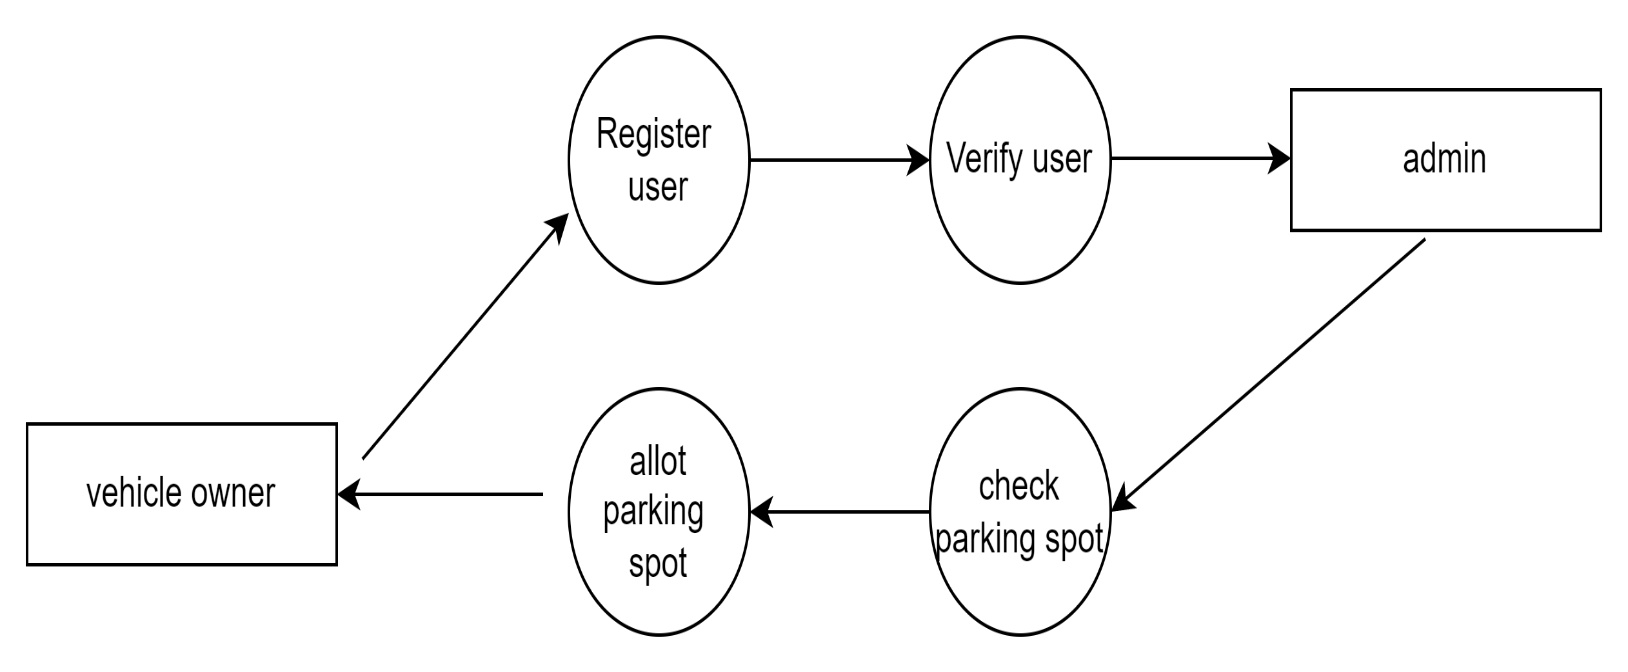 Register
user
Verify user
admin
vehicle owner
allot
parking
spot
check
parking spot